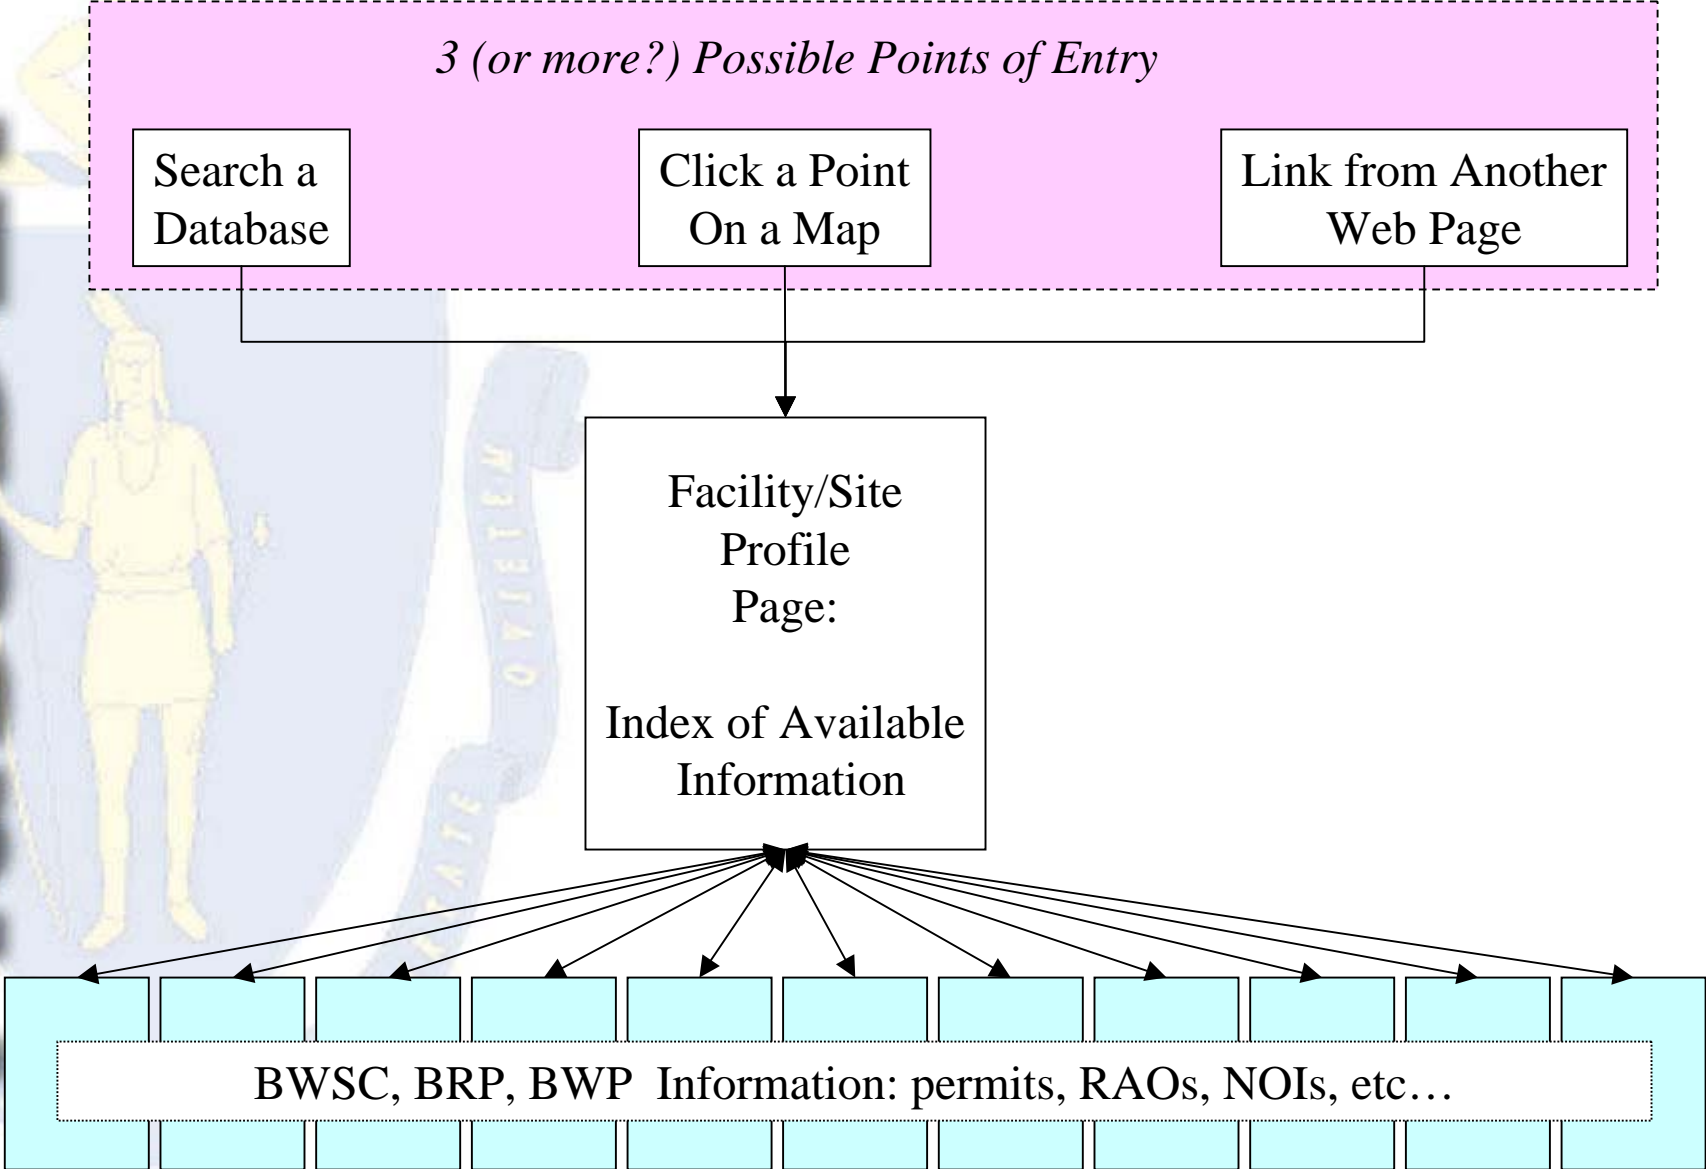 3 (or more?) Possible Points of Entry
Search a
Database
Click a Point
On a Map
Link from Another
Web Page
Facility/Site
Profile
Page:
Index of Available
Information
BWSC, BRP, BWP  Information: permits, RAOs, NOIs, etc…